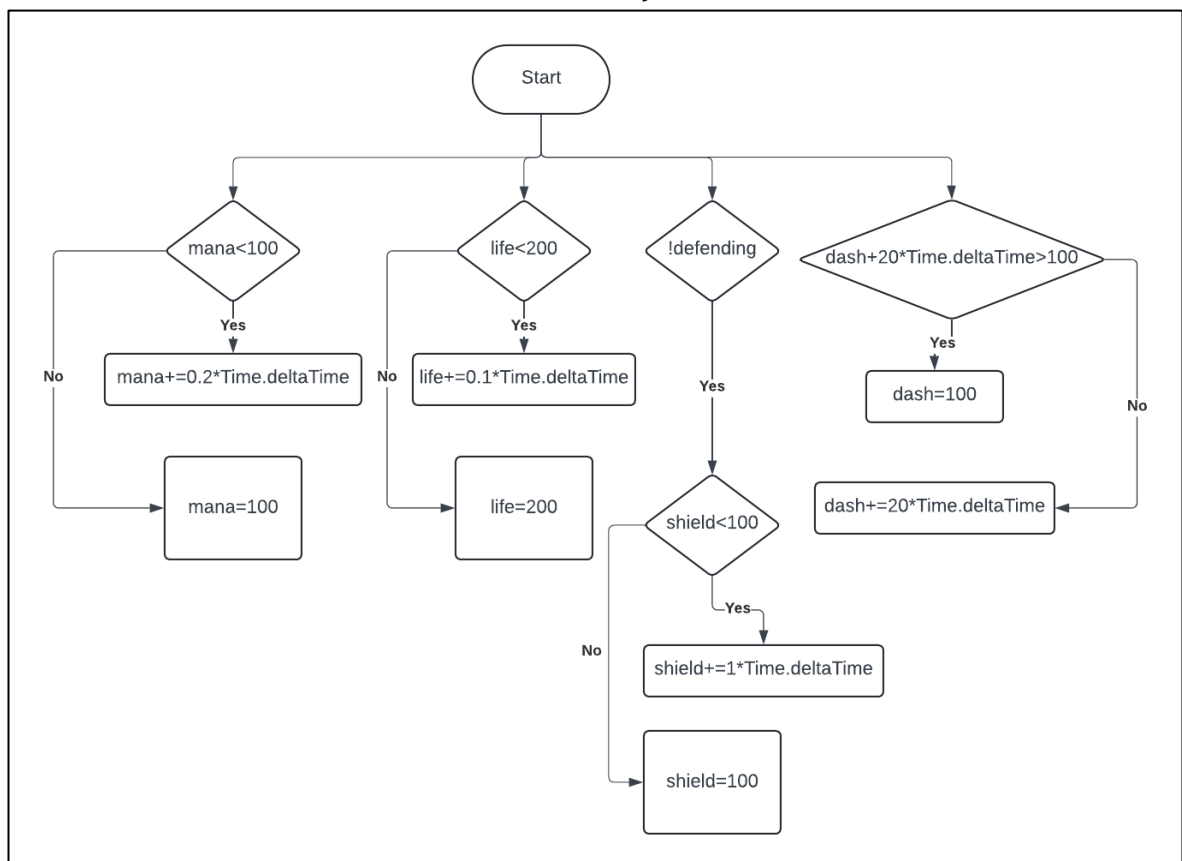 Start
mana<100
life<200
!defending
dash+20*Time.deltaTime>100
Yes
Yes
Yes
mana+=0.2*Time.deltaTime
life+=0.1*Time.deltaTime
No
No
Yes
dash=100
No
mana=100
life=200
dash+=20*Time.deltaTime
shield<100
Yes
No
shield+=1*Time.deltaTime
shield=100